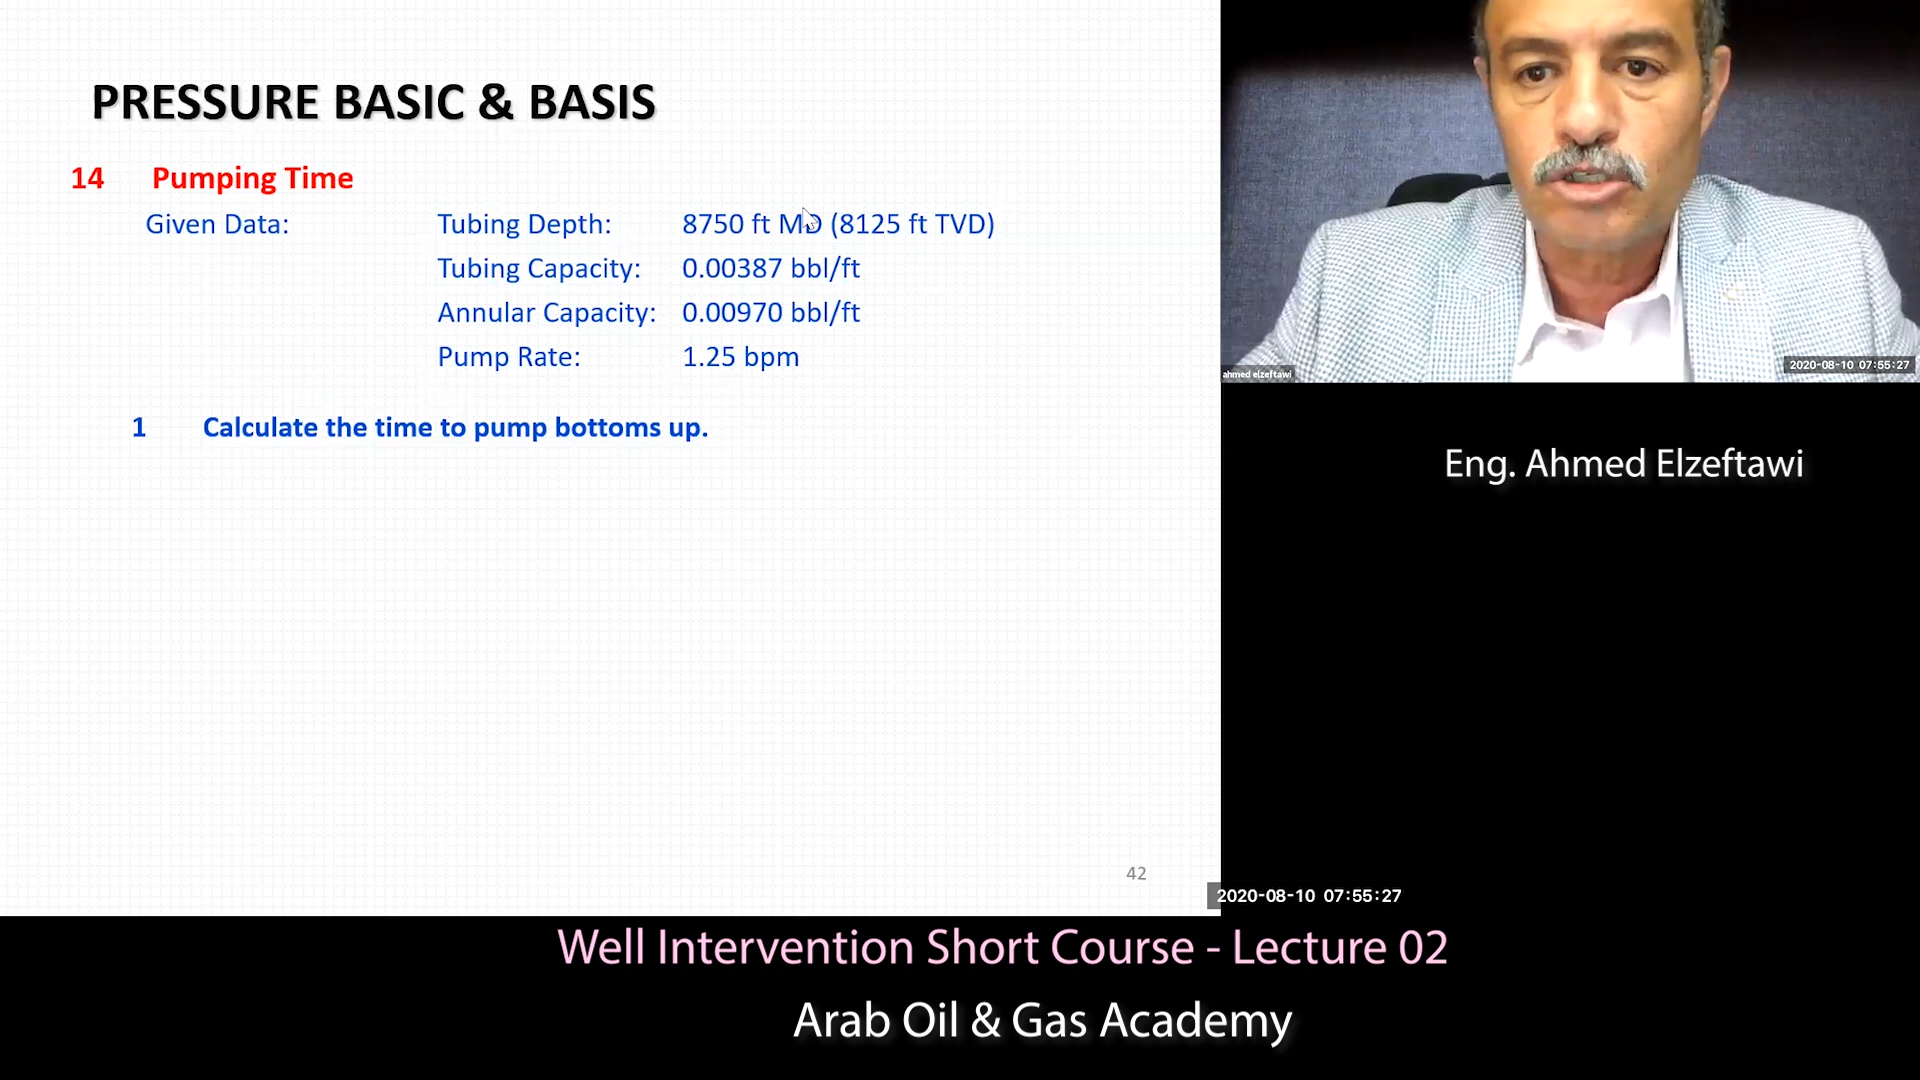 PRESSURE BASIC & BASIS
14 Pumping Time
Given Data: Tubing Depth: 8750 ft MD (8125 ft TVD)
Tubing Capacity: 0.00387 bbl/ft
Annular Capacity: 0.00970 bbl/ft
Pump Rate: 1.25 bpm
1 Calculate the time to pump bottoms up.
42
ahmed elzeftawi
2020-08-10 07:55:27
Eng. Ahmed Elzeftawi
2020-08-10 07:55:27
Well Intervention Short Course - Lecture 02
Arab Oil & Gas Academy